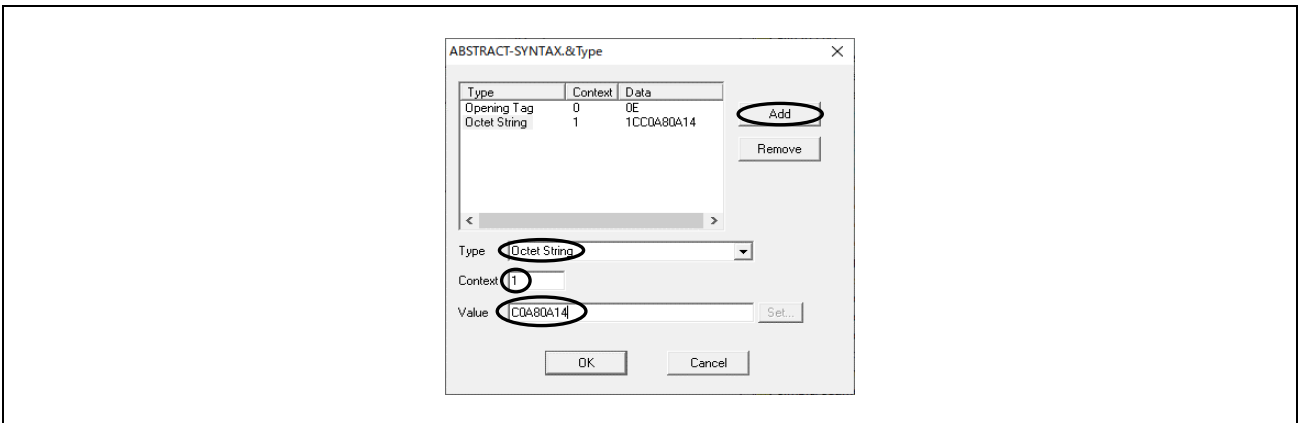 ABSTRACT-SYNTAX.&Type
Type Context Data
Opening Tag 0 0E
Octet String 1 1CC0A80A14
Add
Remove
Type Octet String
Context 1
Value C0A80A14 Set...
OK Cancel